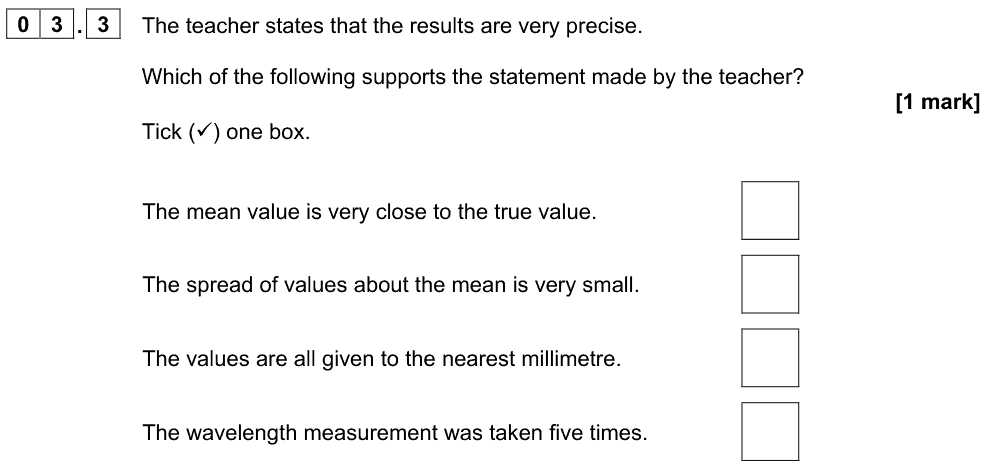 03.3 The teacher states that the results are very precise.
Which of the following supports the statement made by the teacher?
[1 mark]
Tick (✓) one box.
The mean value is very close to the true value.
The spread of values about the mean is very small.
The values are all given to the nearest millimetre.
The wavelength measurement was taken five times.